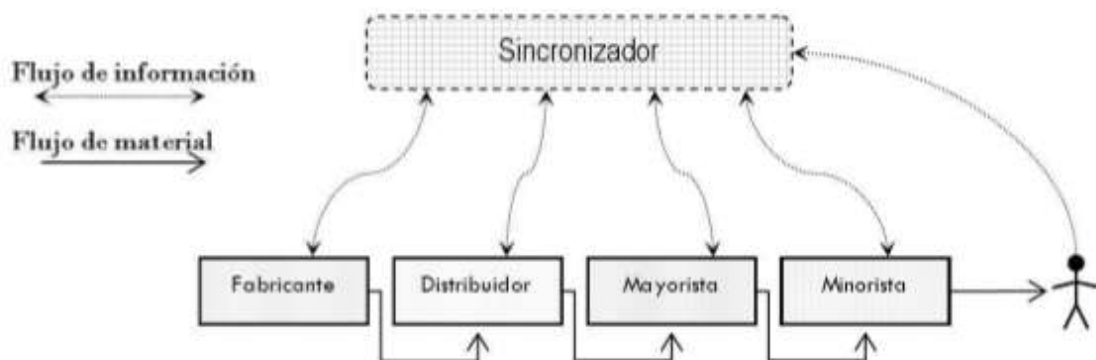 Sincronizador
Flujo de información
Flujo de material
Fabricante
Distribuidor
Mayorista
Minorista